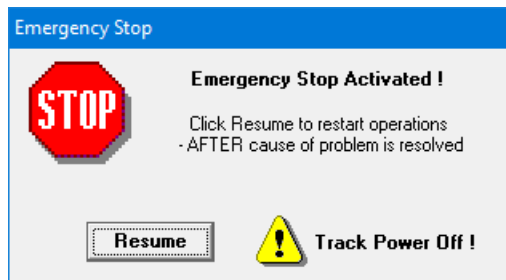 Emergency Stop
STOP
Emergency Stop Activated !
Click Resume to restart operations
- AFTER cause of problem is resolved
Resume
Track Power Off !